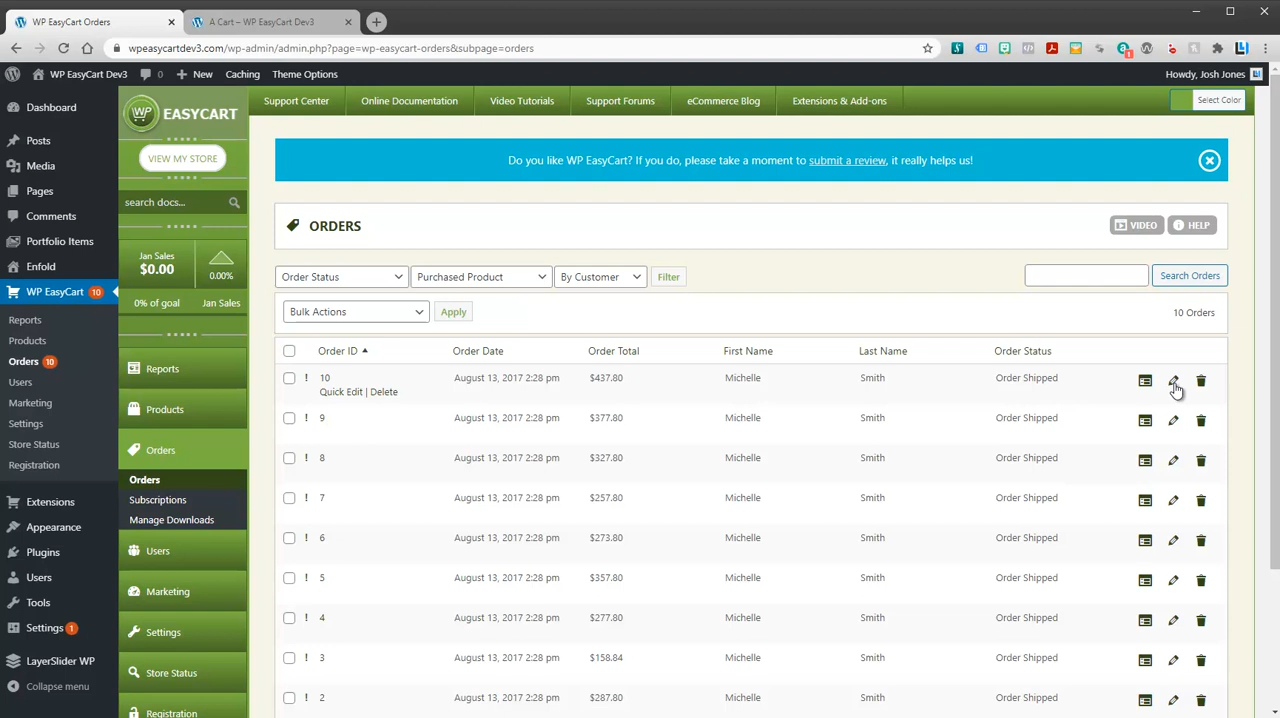 WP EasyCart Orders
A Cart – WP EasyCart Dev3
wpeasycartdev3.com/wp-admin/admin.php?page=wp-easycart-orders&subpage=orders
WP EasyCart Dev3
0
New
Caching
Theme Options
Howdy, Josh Jones
Dashboard
Posts
Media
Pages
Comments
Portfolio Items
Enfold
WP EasyCart 10
Reports
Products
Orders 10
Users
Marketing
Settings
Store Status
Registration
Extensions
Appearance
Plugins
Users
Tools
Settings 1
LayerSlider WP
Collapse menu
WP EASYCART
VIEW MY STORE
search docs...
Jan Sales
$0.00
0.00%
0% of goal
Jan Sales
Reports
Products
Orders
Orders
Subscriptions
Manage Downloads
Users
Marketing
Settings
Store Status
Registration
Support Center
Online Documentation
Video Tutorials
Support Forums
eCommerce Blog
Extensions & Add-ons
Select Color
Do you like WP EasyCart? If you do, please take a moment to submit a review, it really helps us!
ORDERS
VIDEO
HELP
Order Status
Purchased Product
By Customer
Filter
Search Orders
Bulk Actions
Apply
10 Orders
Order ID Order Date Order Total First Name Last Name Order Status
! 10 August 13, 2017 2:28 pm $437.80 Michelle Smith Order Shipped
Quick Edit | Delete
! 9 August 13, 2017 2:28 pm $377.80 Michelle Smith Order Shipped
! 8 August 13, 2017 2:28 pm $327.80 Michelle Smith Order Shipped
! 7 August 13, 2017 2:28 pm $257.80 Michelle Smith Order Shipped
! 6 August 13, 2017 2:28 pm $273.80 Michelle Smith Order Shipped
! 5 August 13, 2017 2:28 pm $357.80 Michelle Smith Order Shipped
! 4 August 13, 2017 2:28 pm $277.80 Michelle Smith Order Shipped
! 3 August 13, 2017 2:28 pm $158.84 Michelle Smith Order Shipped
! 2 August 13, 2017 2:28 pm $287.80 Michelle Smith Order Shipped